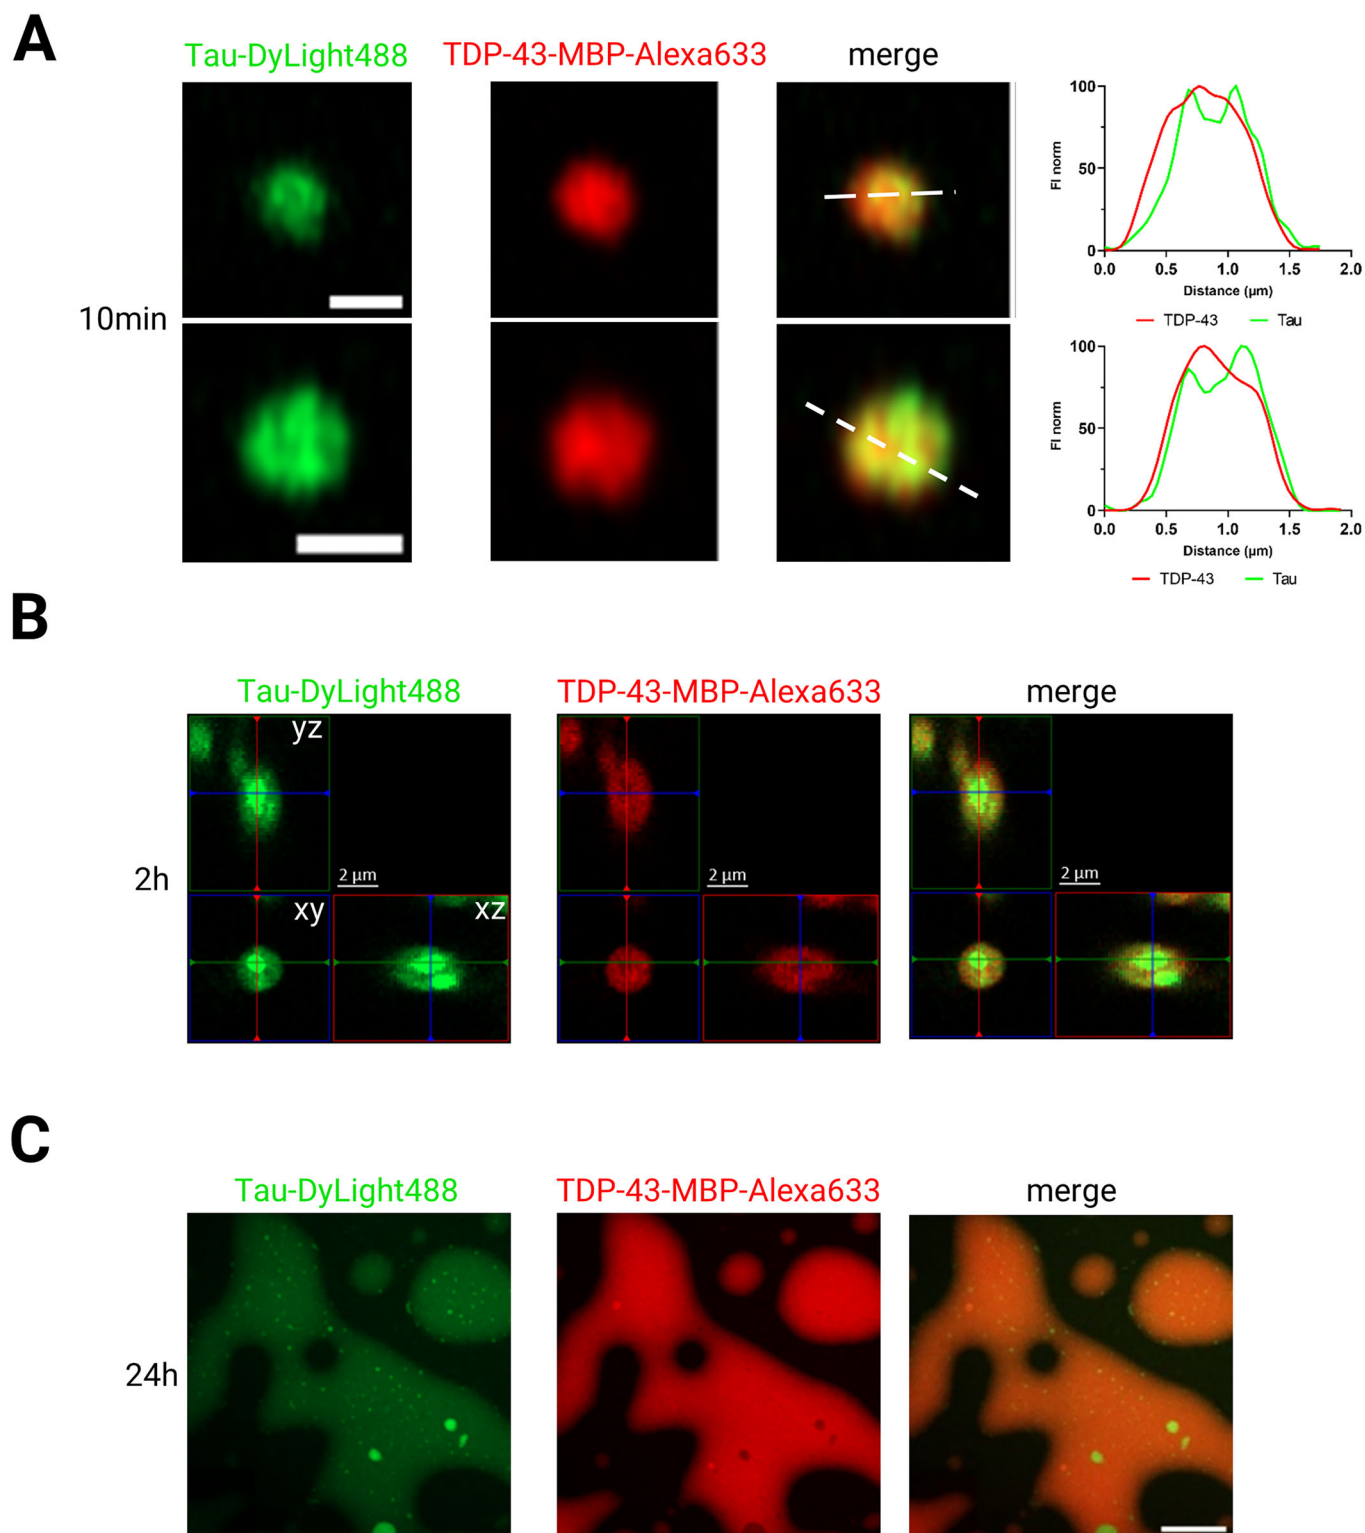 A
Tau-DyLight488 TDP-43-MBP-Alexa633 merge
10min
FI norm
100
50
0
0.0 0.5 1.0 1.5 2.0
Distance (µm)
TDP-43 Tau
FI norm
100
50
0
0.0 0.5 1.0 1.5 2.0
Distance (µm)
TDP-43 Tau
B
Tau-DyLight488 TDP-43-MBP-Alexa633 merge
2h
yz
2 µm 2 µm 2 µm
xy xz
C
Tau-DyLight488 TDP-43-MBP-Alexa633 merge
24h